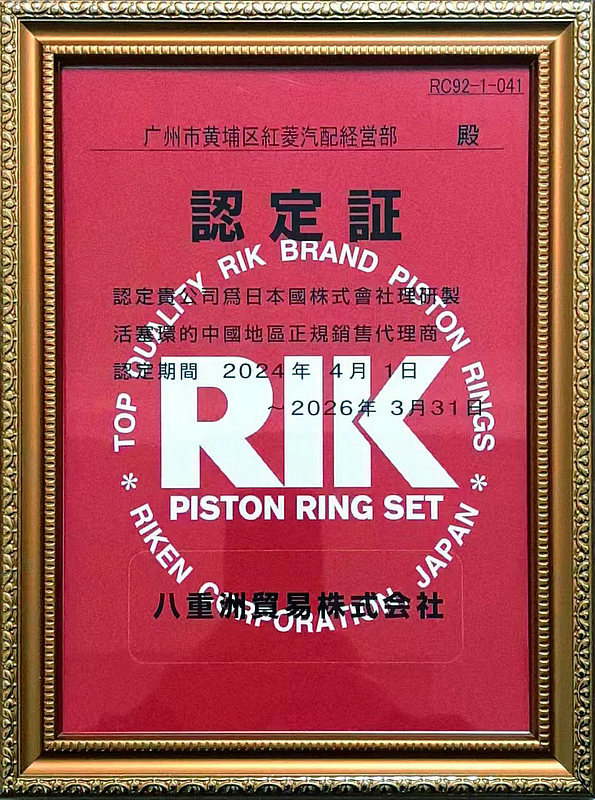 RC92-1-041
广州市黄埔区紅菱汽配経営部 殿
認定証
TOP QULITY RIK BRAND PISTON RINGS
認定貴公司爲日本國株式會社理研製
活塞環的中國地區正規銷售代理商
認定期間 2024年 4月 1日
～2026年 3月31日
RIK
PISTON RING SET
* RIKEN CORPORATION JAPAN *
八重洲貿易株式会社